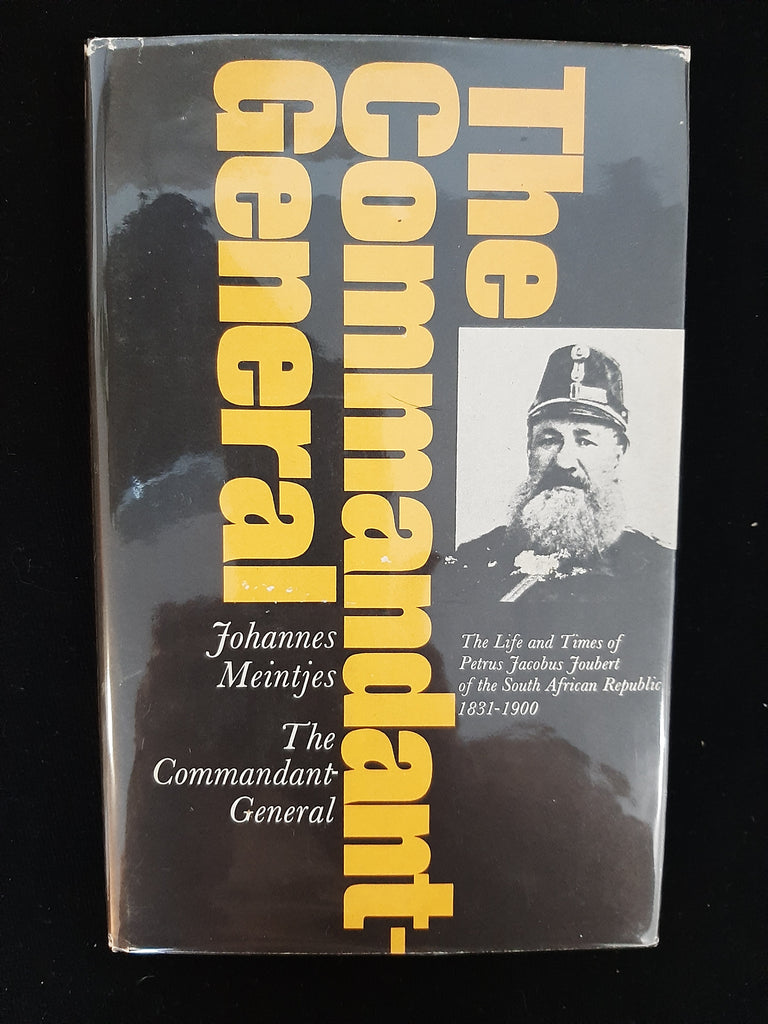 The
Commandant-
General
Johannes
Meintjes
The
Commandant-
General
The Life and Times of
Petrus Jacobus Joubert
of the South African Republic
1831-1900